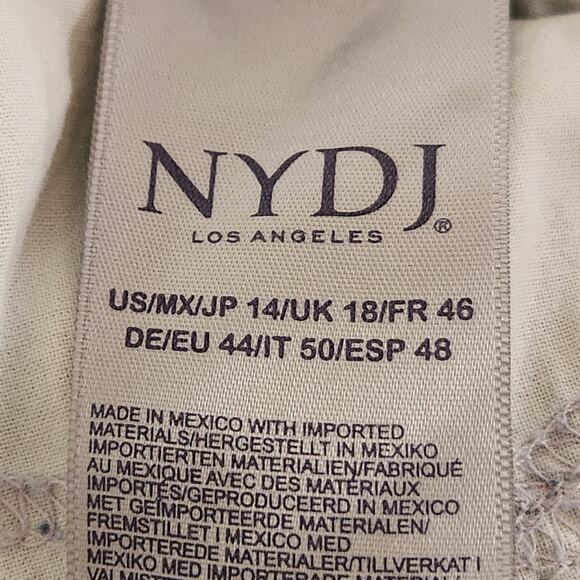 NYDJ®
LOS ANGELES
US/MX/JP 14/UK 18/FR 46
DE/EU 44/IT 50/ESP 48
MADE IN MEXICO WITH IMPORTED
MATERIALS/HERGESTELLT IN MEXIKO
IMPORTIERTEN MATERIALIEN/FABRIQUÉ
AU MEXIQUE AVEC DES MATÉRIAUX
IMPORTÉS/GEPRODUCEERD IN MEXICO
MET GEÏMPORTEERDE MATERIALEN/
FREMSTILLET I MEXICO MED
IMPORTEREDE MATERIALER/TILLVERKAT I
MEXIKO MED IMPORTERADE MATERIAL/